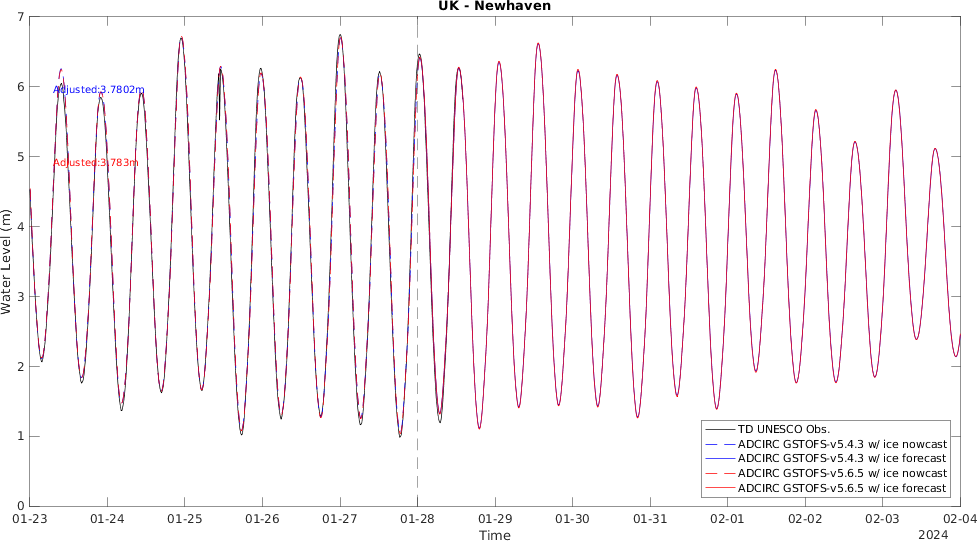 UK - Newhaven
7
6
5
4
3
2
1
0
Water Level (m)
Adjusted:3.7802m
Adjusted:3.783m
TD UNESCO Obs.
ADCIRC GSTOFS-v5.4.3 w/ ice nowcast
ADCIRC GSTOFS-v5.4.3 w/ ice forecast
ADCIRC GSTOFS-v5.6.5 w/ ice nowcast
ADCIRC GSTOFS-v5.6.5 w/ ice forecast
01-23 01-24 01-25 01-26 01-27 01-28 01-29 01-30 01-31 02-01 02-02 02-03 02-04
Time
2024